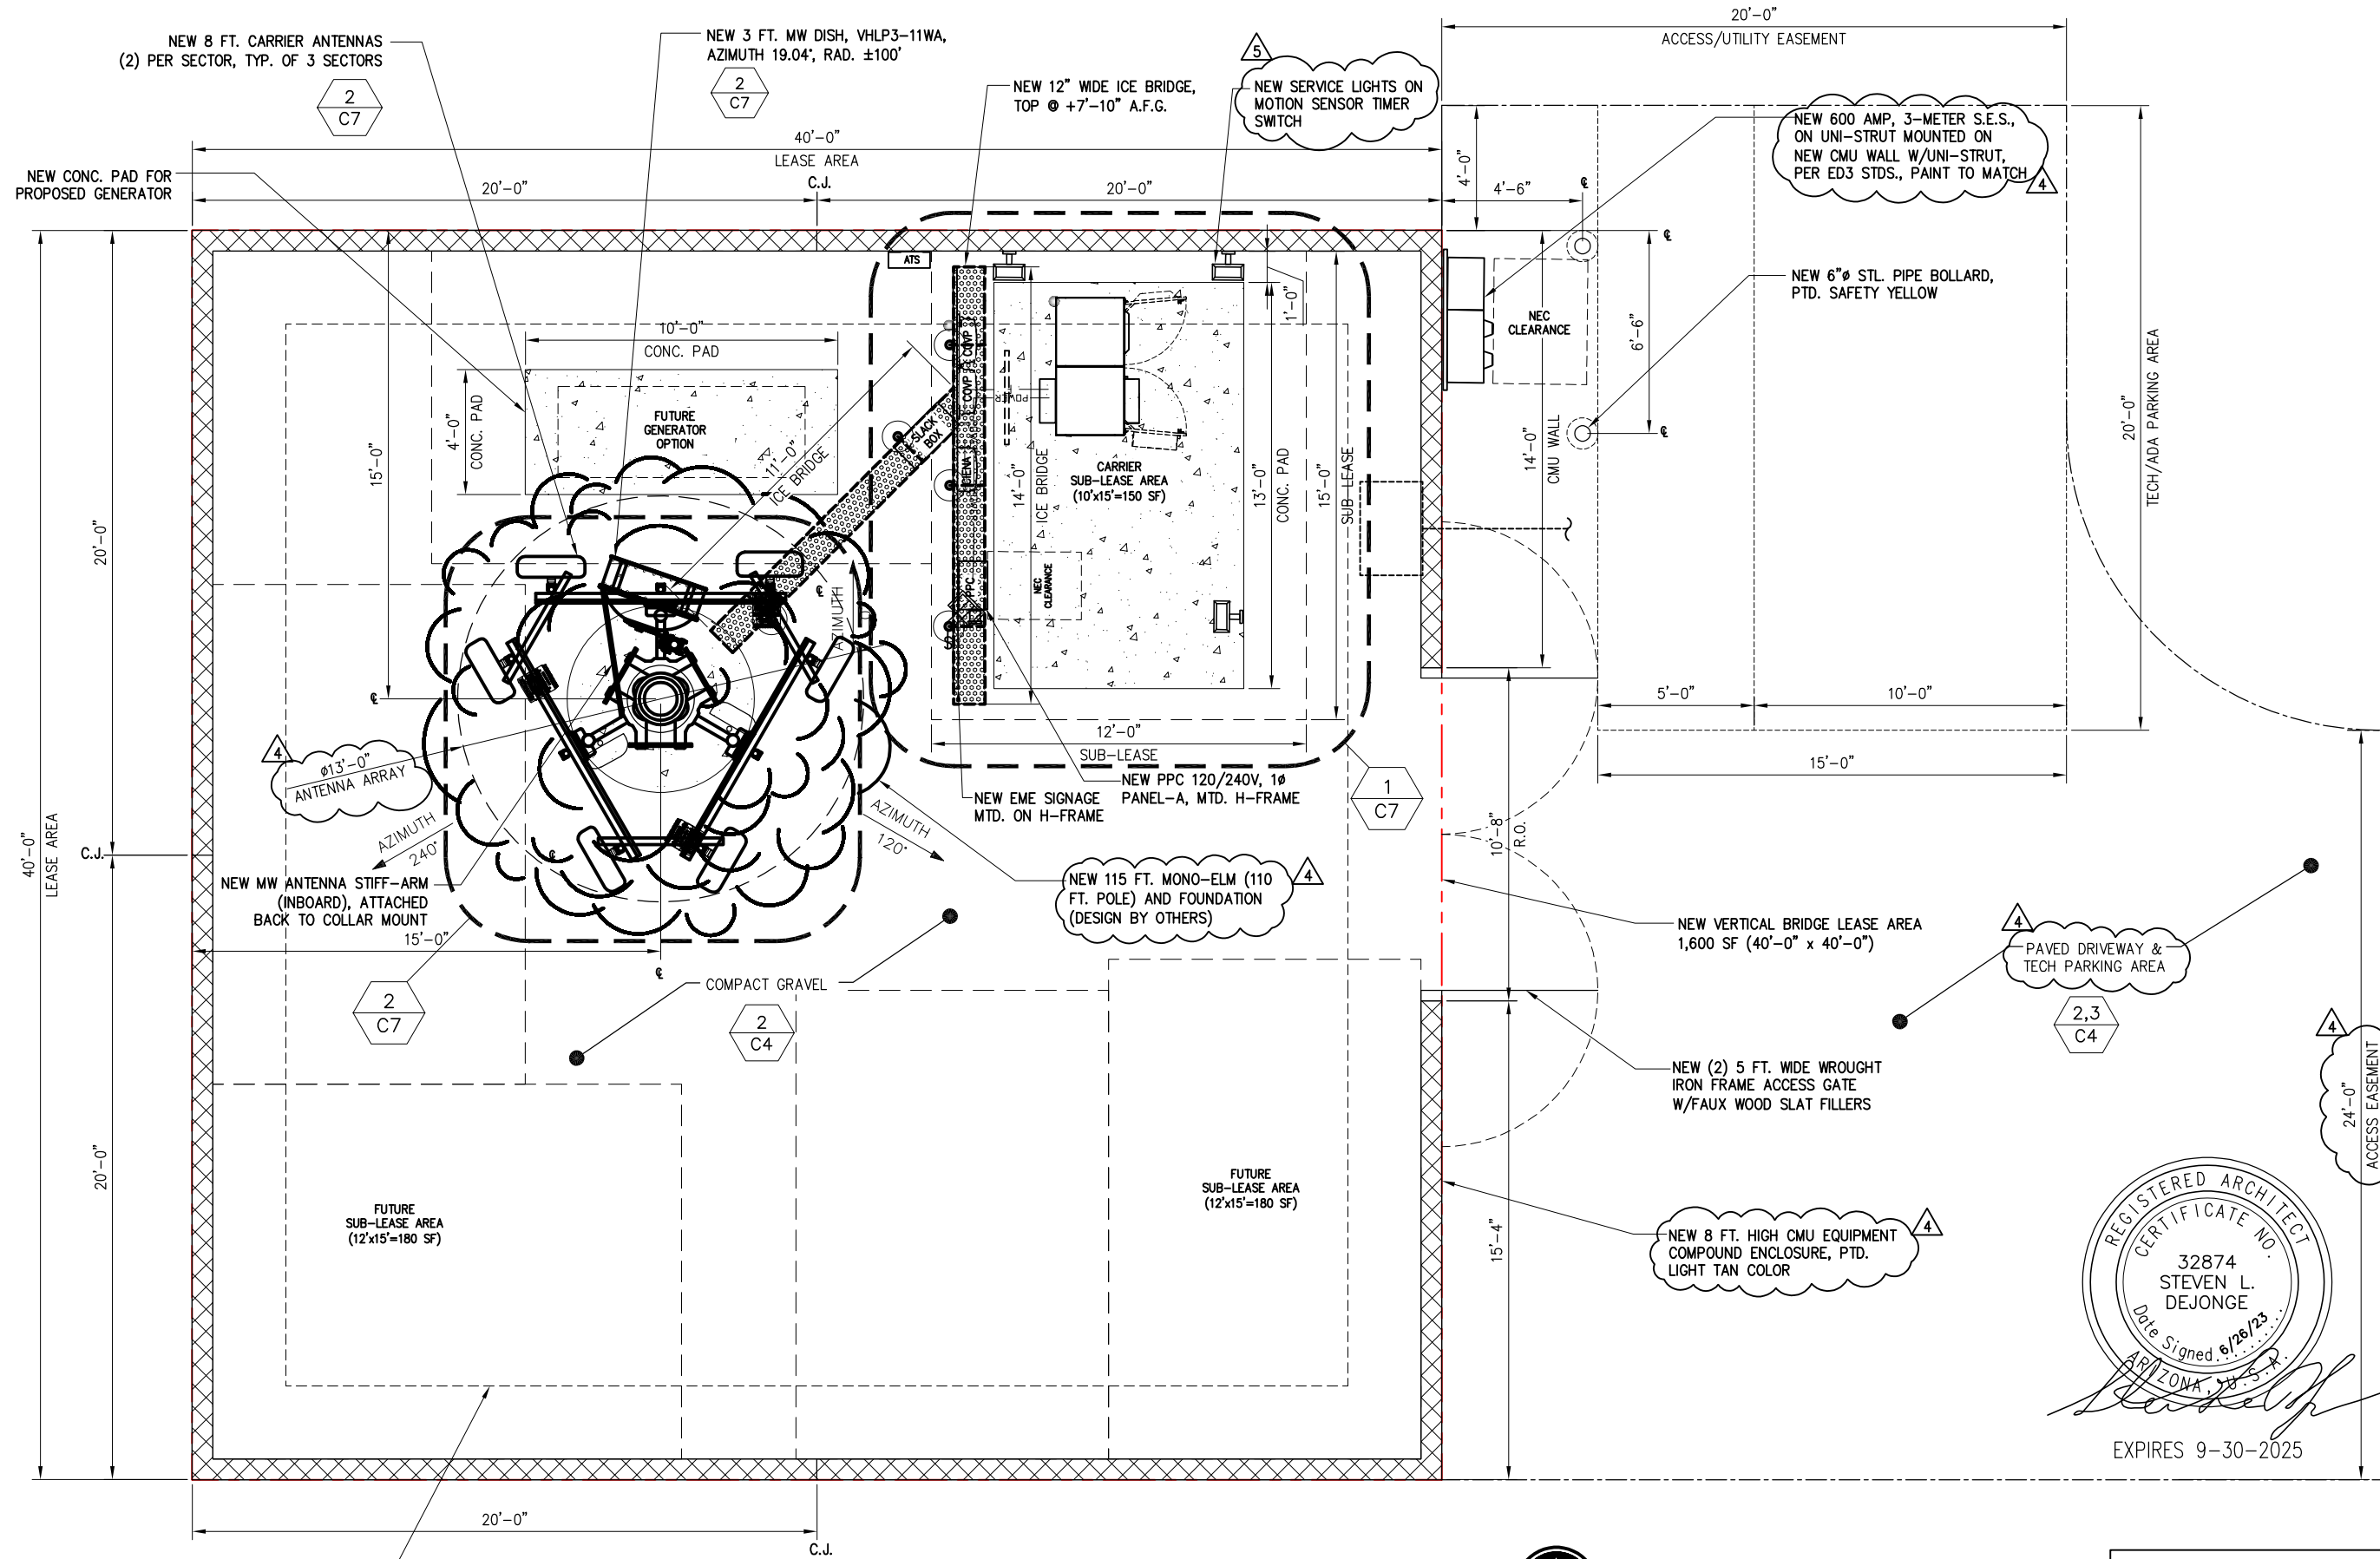 20'-0"
ACCESS/UTILITY EASEMENT
NEW 8 FT. CARRIER ANTENNAS
(2) PER SECTOR, TYP. OF 3 SECTORS
2
C7
NEW 3 FT. MW DISH, VHLP3-11WA,
AZIMUTH 19.04°, RAD. ±100'
2
C7
NEW 12" WIDE ICE BRIDGE,
TOP @ +7'-10" A.F.G.
5
NEW SERVICE LIGHTS ON
MOTION SENSOR TIMER
SWITCH
NEW 600 AMP, 3-METER S.E.S.,
ON UNI-STRUT MOUNTED ON
NEW CMU WALL W/UNI-STRUT,
PER ED3 STDS., PAINT TO MATCH
4
40'-0"
LEASE AREA
NEW CONC. PAD FOR
PROPOSED GENERATOR
20'-0"
C.J.
20'-0"
4'-0"
4'-6"
ATS
NEW 6"ø STL. PIPE BOLLARD,
PTD. SAFETY YELLOW
NEC
CLEARANCE
6'-6"
1'-0"
10'-0"
CONC. PAD
4'-0"
CONC. PAD
FUTURE
GENERATOR
OPTION
15'-0"
11'-0"
ICE BRIDGE
SLACK
BOX
COVP
COVP
POWER
14'-0"
ICE BRIDGE
CARRIER
SUB-LEASE AREA
(10'x15'=150 SF)
13'-0"
CONC. PAD
15'-0"
SUB-LEASE
14'-0"
CMU WALL
20'-0"
TECH/ADA PARKING AREA
20'-0"
PPC
NEC
CLEARANCE
AZIMUTH
5'-0"
10'-0"
15'-0"
12'-0"
SUB-LEASE
4
ø13'-0"
ANTENNA ARRAY
NEW EME SIGNAGE
MTD. ON H-FRAME
NEW PPC 120/240V, 1ø
PANEL-A, MTD. H-FRAME
1
C7
AZIMUTH
240°
AZIMUTH
120°
10'-8"
R.O.
40'-0"
LEASE AREA
C.J.
NEW MW ANTENNA STIFF-ARM
(INBOARD), ATTACHED
BACK TO COLLAR MOUNT
NEW 115 FT. MONO-ELM (110
FT. POLE) AND FOUNDATION
(DESIGN BY OTHERS)
4
NEW VERTICAL BRIDGE LEASE AREA
1,600 SF (40'-0" x 40'-0")
4
PAVED DRIVEWAY &
TECH PARKING AREA
2,3
C4
15'-0"
2
C7
COMPACT GRAVEL
2
C4
NEW (2) 5 FT. WIDE WROUGHT
IRON FRAME ACCESS GATE
W/FAUX WOOD SLAT FILLERS
4
24'-0"
ACCESS EASEMENT
20'-0"
FUTURE
SUB-LEASE AREA
(12'x15'=180 SF)
FUTURE
SUB-LEASE AREA
(12'x15'=180 SF)
15'-4"
NEW 8 FT. HIGH CMU EQUIPMENT
COMPOUND ENCLOSURE, PTD.
LIGHT TAN COLOR
4
REGISTERED ARCHITECT
CERTIFICATE NO.
32874
STEVEN L.
DEJONGE
Date Signed 6/26/23
ARIZONA, U.S.A.
EXPIRES 9-30-2025
20'-0"
C.J.